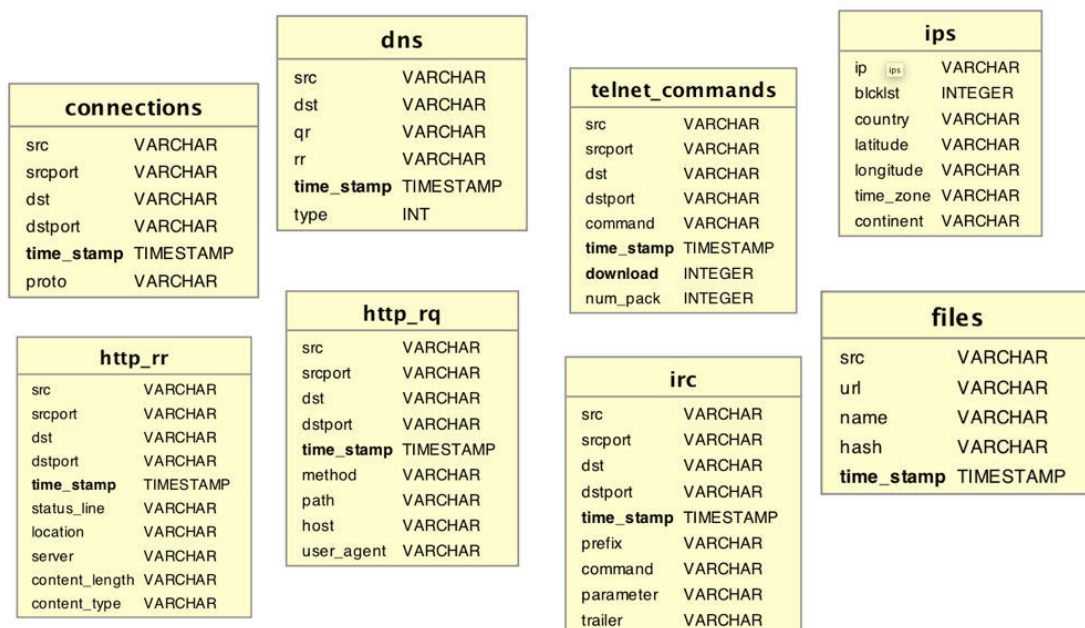 connections
src VARCHAR
srcport VARCHAR
dst VARCHAR
dstport VARCHAR
time_stamp TIMESTAMP
proto VARCHAR
dns
src VARCHAR
dst VARCHAR
qr VARCHAR
rr VARCHAR
time_stamp TIMESTAMP
type INT
telnet_commands
src VARCHAR
srcport VARCHAR
dst VARCHAR
dstport VARCHAR
command VARCHAR
time_stamp TIMESTAMP
download INTEGER
num_pack INTEGER
ips
ip ips VARCHAR
blcklst INTEGER
country VARCHAR
latitude VARCHAR
longitude VARCHAR
time_zone VARCHAR
continent VARCHAR
http_rr
src VARCHAR
srcport VARCHAR
dst VARCHAR
dstport VARCHAR
time_stamp TIMESTAMP
status_line VARCHAR
location VARCHAR
server VARCHAR
content_length VARCHAR
content_type VARCHAR
http_rq
src VARCHAR
srcport VARCHAR
dst VARCHAR
dstport VARCHAR
time_stamp TIMESTAMP
method VARCHAR
path VARCHAR
host VARCHAR
user_agent VARCHAR
irc
src VARCHAR
srcport VARCHAR
dst VARCHAR
dstport VARCHAR
time_stamp TIMESTAMP
prefix VARCHAR
command VARCHAR
parameter VARCHAR
trailer VARCHAR
files
src VARCHAR
url VARCHAR
name VARCHAR
hash VARCHAR
time_stamp TIMESTAMP